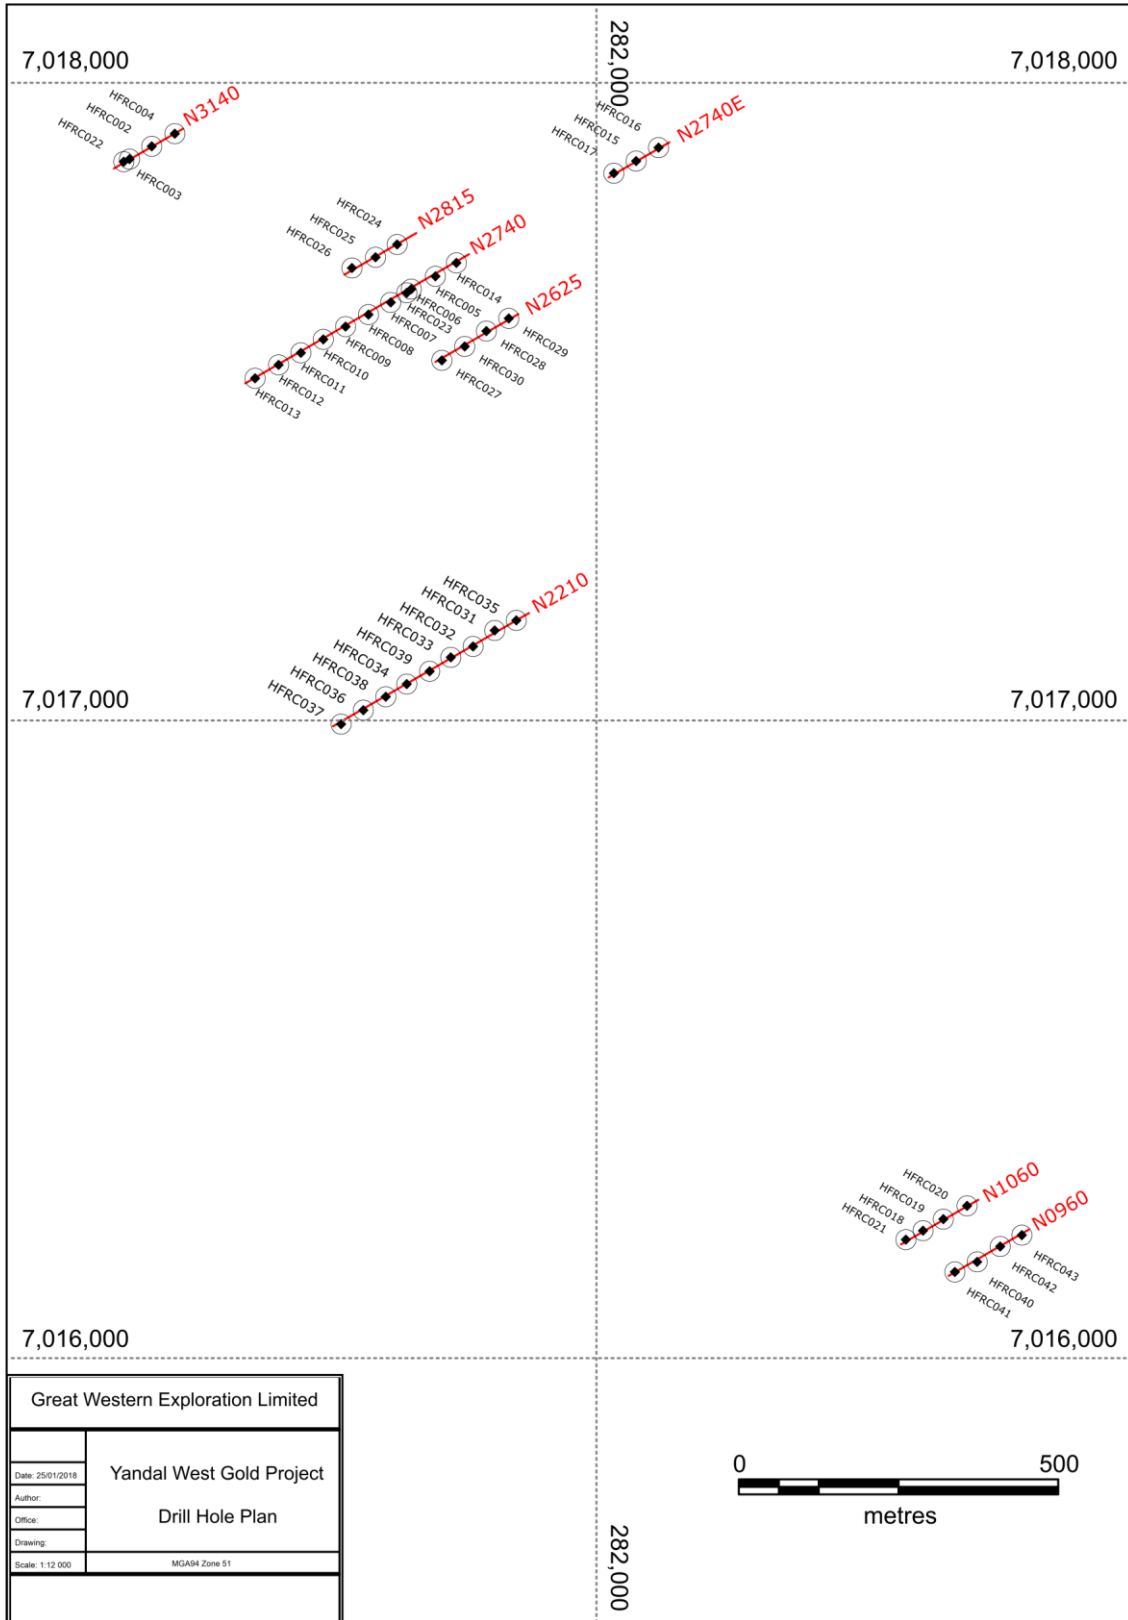 282,000
7,018,000
7,018,000
HFRC004
N3140
HFRC002
HFRC022
HFRC003
HFRC016
N2740E
HFRC015
HFRC017
HFRC024
N2815
HFRC025
HFRC026
N2740
HFRC014
HFRC005
HFRC006
HFRC023
HFRC007
HFRC008
HFRC009
HFRC010
HFRC011
HFRC012
HFRC013
N2625
HFRC029
HFRC028
HFRC030
HFRC027
HFRC035
N2210
HFRC031
HFRC032
HFRC033
HFRC039
HFRC034
HFRC038
HFRC036
HFRC037
7,017,000
7,017,000
HFRC020
N1060
HFRC019
HFRC018
HFRC021
N0960
HFRC043
HFRC042
HFRC040
HFRC041
7,016,000
7,016,000
Great Western Exploration Limited
Yandal West Gold Project
Drill Hole Plan
Date: 25/01/2018
Author:
Office:
Drawing:
Scale: 1:12 000
MGA94 Zone 51
0
500
metres
282,000